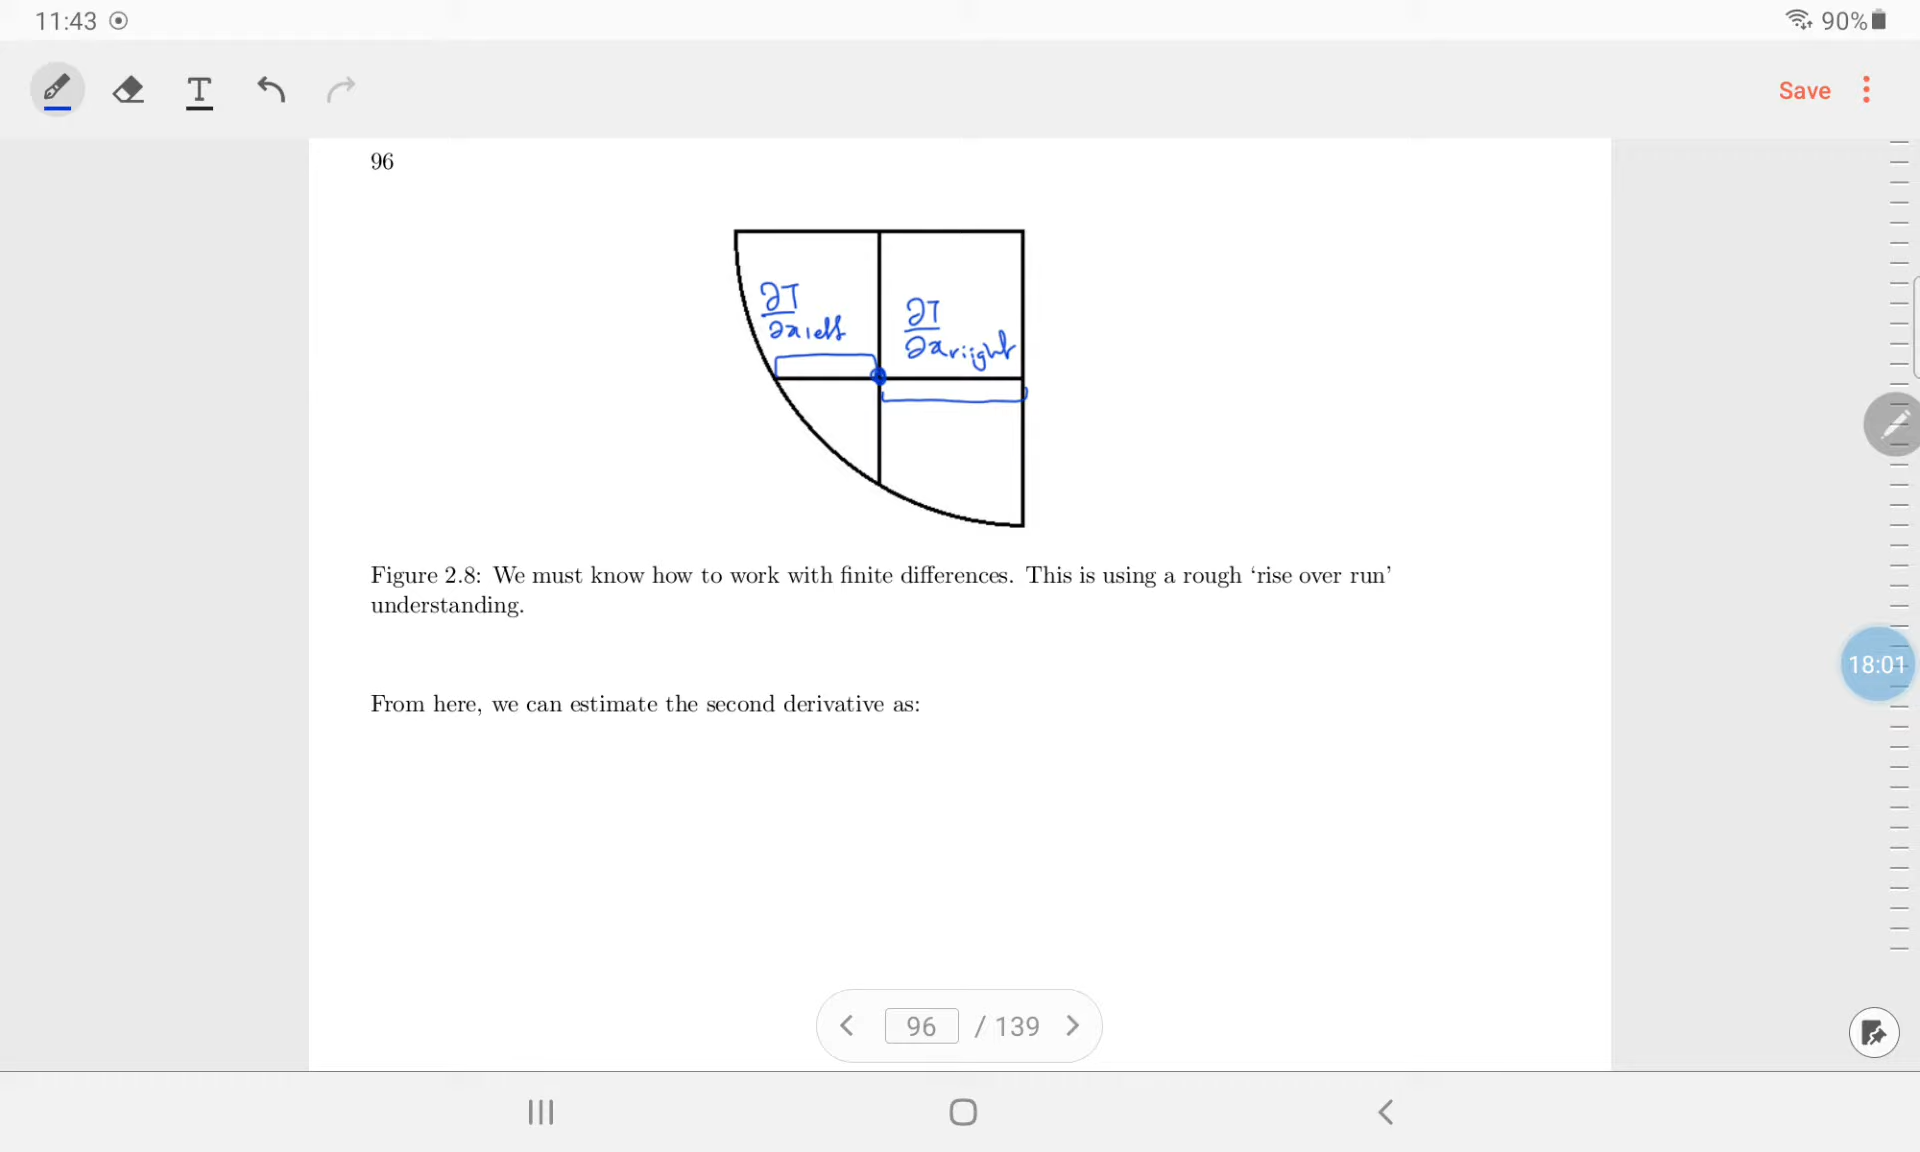 11:43
90%
T
Save
96
∂T
∂x left
∂T
∂x riight
Figure 2.8: We must know how to work with finite differences. This is using a rough ‘rise over run’
understanding.
18:01
From here, we can estimate the second derivative as:
96 / 139